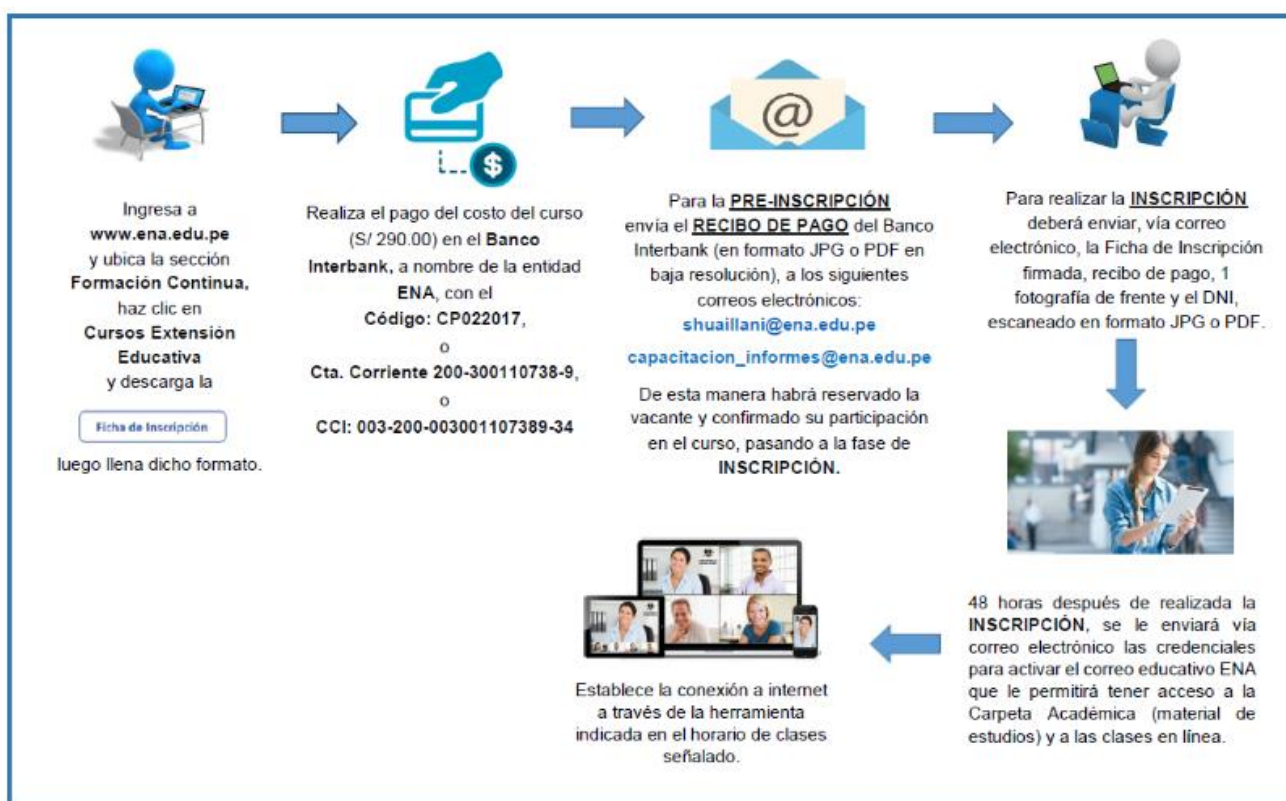 Ingresa a
www.ena.edu.pe
y ubica la sección
Formación Continua,
haz clic en
Cursos Extensión
Educativa
y descarga la
Ficha de Inscripción
luego llena dicho formato.
$
Realiza el pago del costo del curso
(S/ 290.00) en el Banco
Interbank, a nombre de la entidad
ENA, con el
Código: CP022017,
o
Cta. Corriente 200-300110738-9,
o
CCI: 003-200-003001107389-34
@
Para la PRE-INSCRIPCIÓN
envía el RECIBO DE PAGO del Banco
Interbank (en formato JPG o PDF en
baja resolución), a los siguientes
correos electrónicos:
shuaillani@ena.edu.pe
capacitacion_informes@ena.edu.pe
De esta manera habrá reservado la
vacante y confirmado su participación
en el curso, pasando a la fase de
INSCRIPCIÓN.
Para realizar la INSCRIPCIÓN
deberá enviar, vía correo
electrónico, la Ficha de Inscripción
firmada, recibo de pago, 1
fotografía de frente y el DNI,
escaneado en formato JPG o PDF.
48 horas después de realizada la
INSCRIPCIÓN, se le enviará vía
correo electrónico las credenciales
para activar el correo educativo ENA
que le permitirá tener acceso a la
Carpeta Académica (material de
estudios) y a las clases en línea.
Establece la conexión a internet
a través de la herramienta
indicada en el horario de clases
señalado.